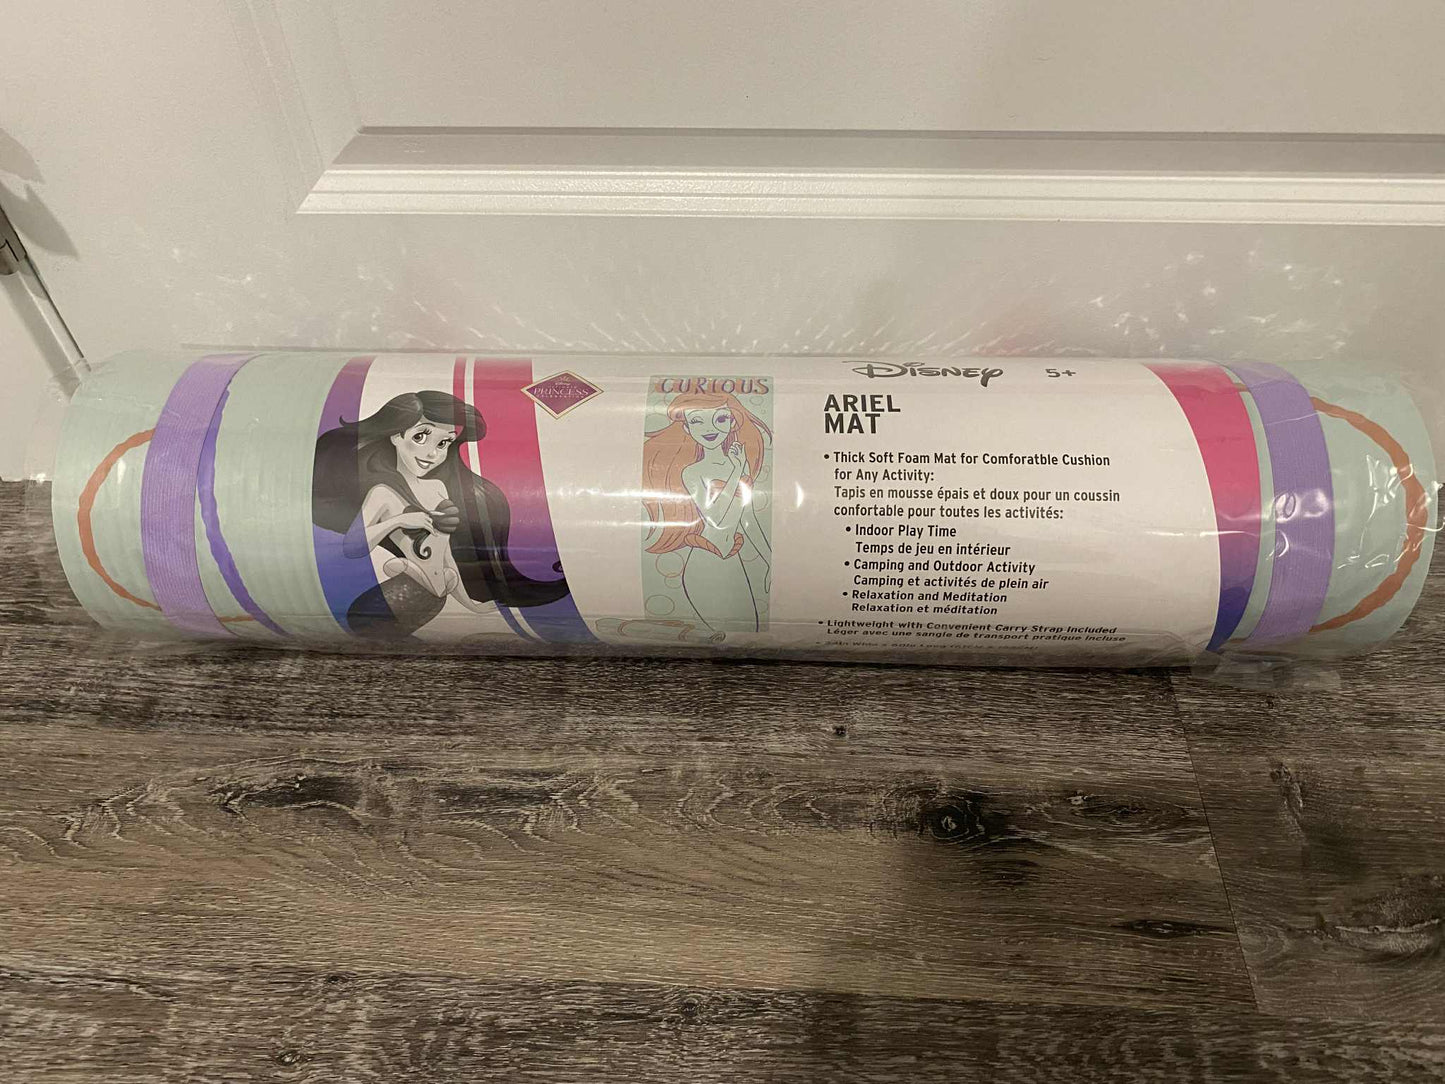 Disney
PRINCESS
CURIOUS
Disney 5+
ARIEL
MAT
• Thick Soft Foam Mat for Comforatble Cushion
for Any Activity:
Tapis en mousse épais et doux pour un coussin
confortable pour toutes les activités:
• Indoor Play Time
Temps de jeu en intérieur
• Camping and Outdoor Activity
Camping et activités de plein air
• Relaxation and Meditation
Relaxation et méditation
• Lightweight with Convenient Carry Strap Included
Léger avec une sangle de transport pratique incluse